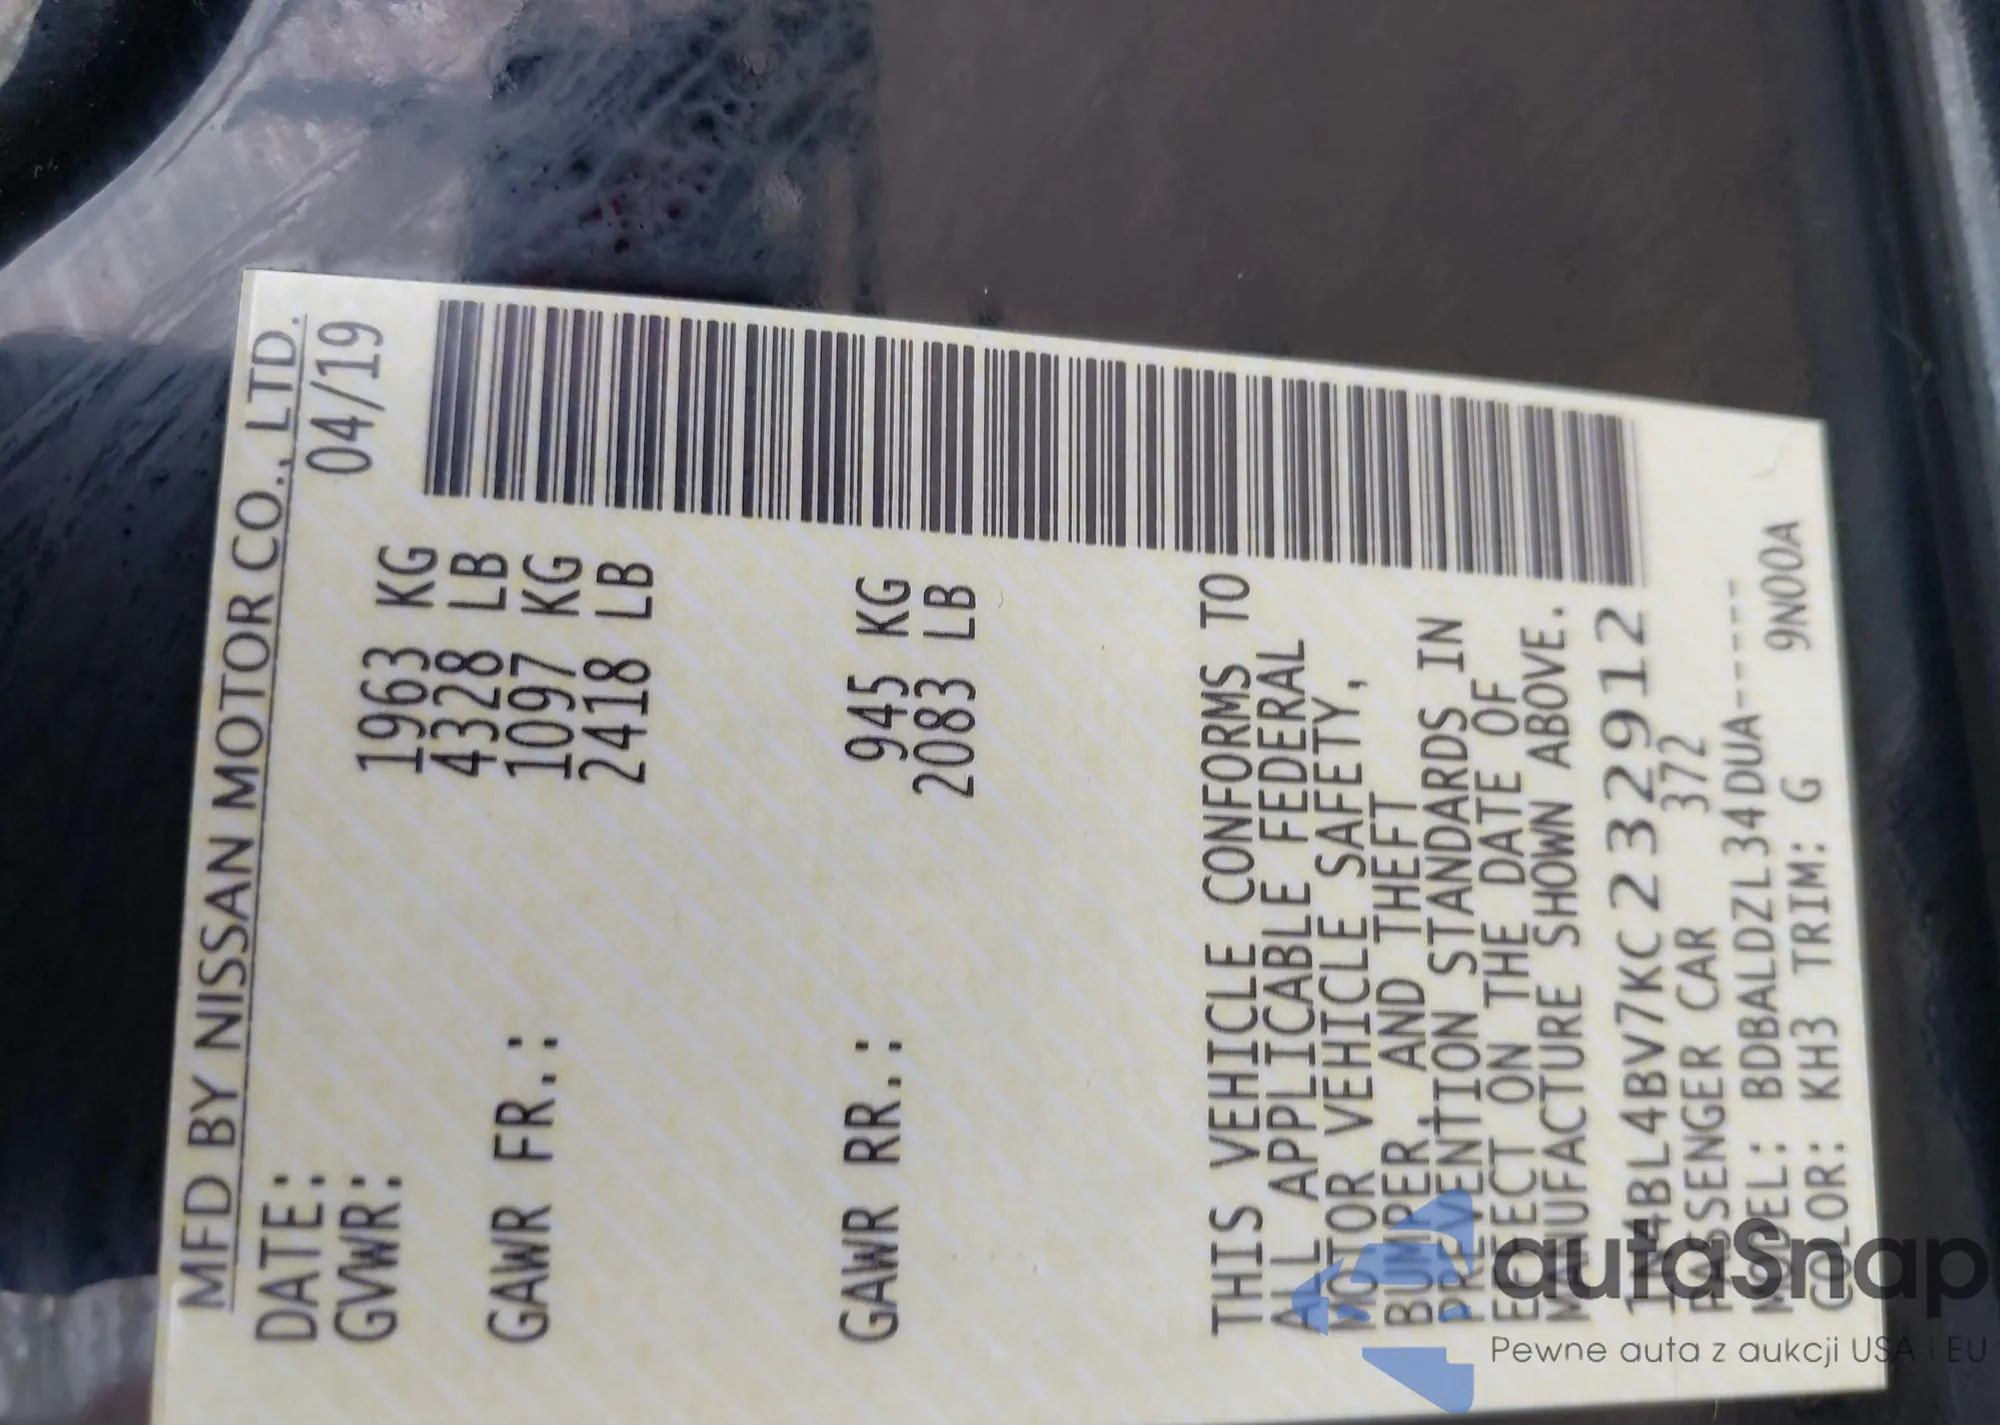 MFD BY NISSAN MOTOR CO., LTD.
DATE: 04/19
GVWR: 1963 KG
4328 LB
GAWR FR.: 1097 KG
2418 LB
GAWR RR.: 945 KG
2083 LB
THIS VEHICLE CONFORMS TO
ALL APPLICABLE FEDERAL
MOTOR VEHICLE SAFETY,
BUMPER, AND THEFT
PREVENTION STANDARDS IN
EFFECT ON THE DATE OF
MANUFACTURE SHOWN ABOVE.
1N4BL4BV7KC232912
PASSENGER CAR 372
MODEL: BDBALDZL34DUA-----
COLOR: KH3 TRIM: G 9N00A
autaSnap
Pewne auta z aukcji USA i EU